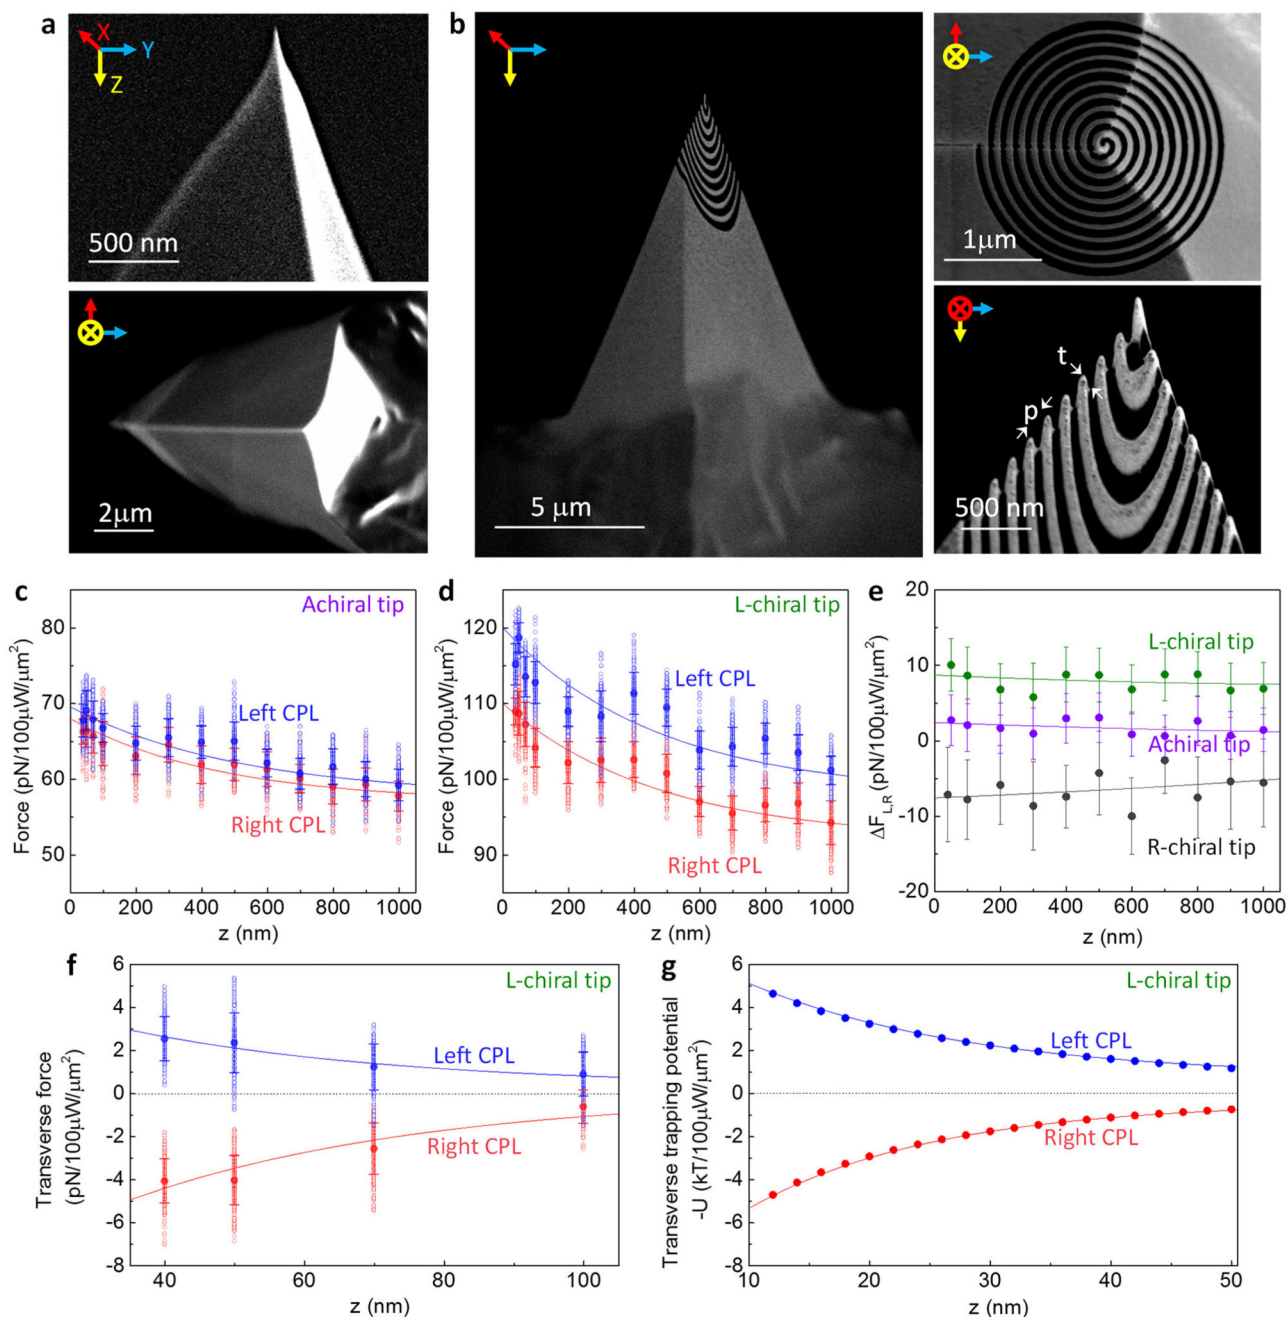 a
X
Y
Z
500 nm
2μm
b
5 μm
1μm
t
p
500 nm
c
Achiral tip
80
70
60
50
Force (pN/100μW/μm²)
Left CPL
Right CPL
0 200 400 600 800 1000
z (nm)
d
L-chiral tip
120
110
100
90
Force (pN/100μW/μm²)
Left CPL
Right CPL
0 200 400 600 800 1000
z (nm)
e
20
10
0
-10
-20
ΔF L,R (pN/100μW/μm²)
L-chiral tip
Achiral tip
R-chiral tip
0 200 400 600 800 1000
z (nm)
f
L-chiral tip
6
4
2
0
-2
-4
-6
-8
Transverse force
(pN/100μW/μm²)
Left CPL
Right CPL
40 60 80 100
z (nm)
g
L-chiral tip
6
4
2
0
-2
-4
-6
-8
Transverse trapping potential
-U (kT/100μW/μm²)
Left CPL
Right CPL
10 20 30 40 50
z (nm)